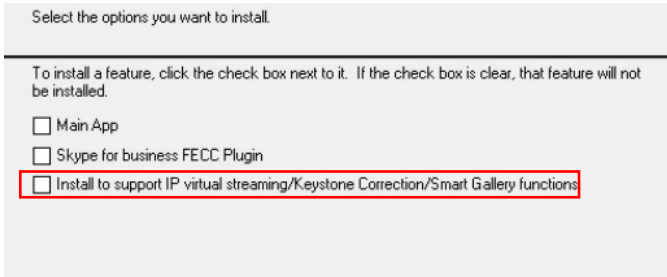 Select the options you want to install.
To install a feature, click the check box next to it. If the check box is clear, that feature will not
be installed.
Main App
Skype for business FECC Plugin
Install to support IP virtual streaming/Keystone Correction/Smart Gallery functions